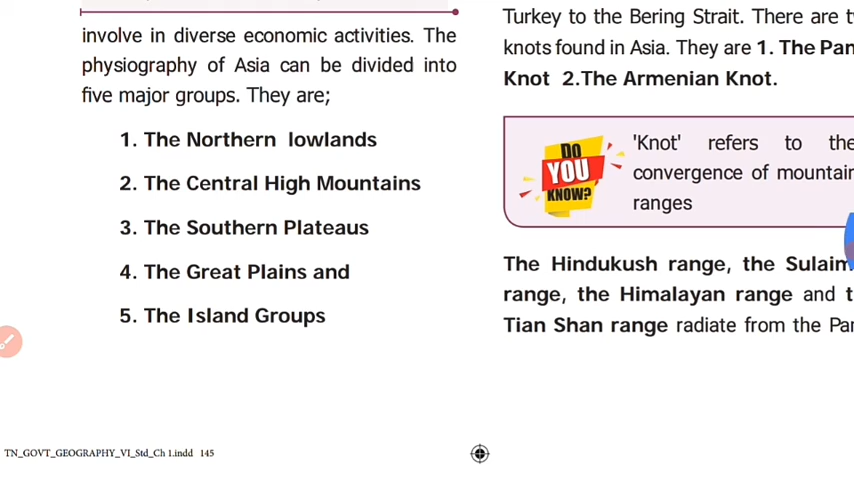 involve in diverse economic activities. The
physiography of Asia can be divided into
five major groups. They are;
1. The Northern lowlands
2. The Central High Mountains
3. The Southern Plateaus
4. The Great Plains and
5. The Island Groups
TN_GOVT_GEOGRAPHY_VI_Std_Ch 1.indd 145
Turkey to the Bering Strait. There are
knots found in Asia. They are 1. The
Knot 2.The Armenian Knot.
DO
YOU
KNOW?
'Knot' refers to the
convergence of mountain
ranges
The Hindukush range, the
range, the Himalayan range and
Tian Shan range radiate from the